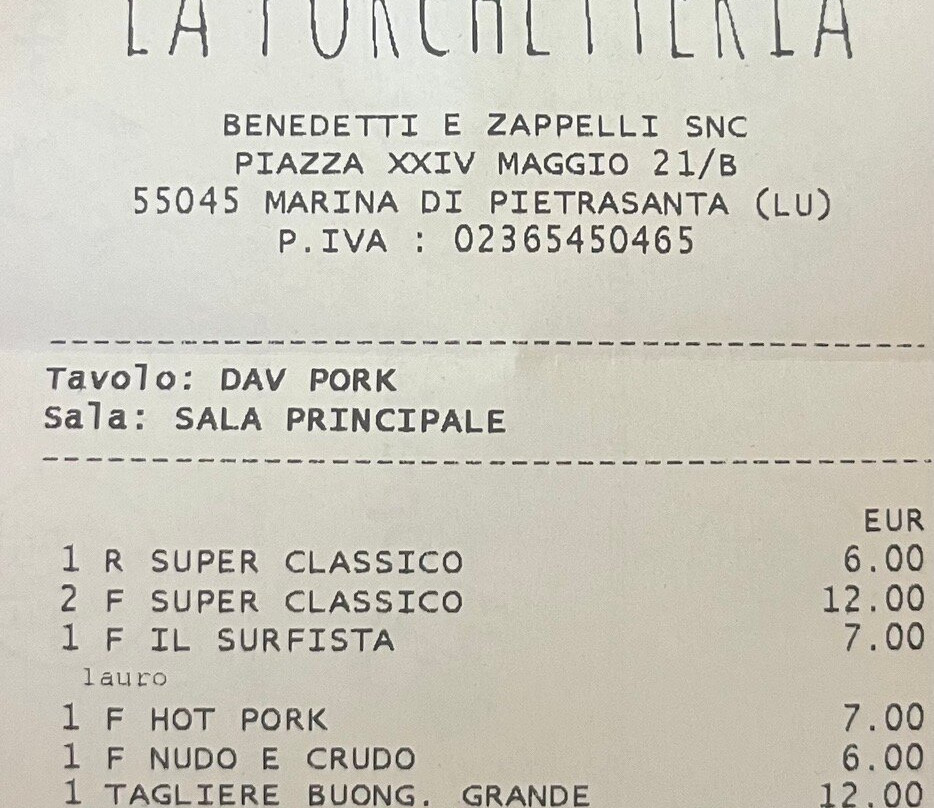 LA PORCHETTERIA
BENEDETTI E ZAPPELLI SNC
PIAZZA XXIV MAGGIO 21/B
55045 MARINA DI PIETRASANTA (LU)
P.IVA : 02365450465
Tavolo: DAV PORK
Sala: SALA PRINCIPALE
EUR
1 R SUPER CLASSICO 6.00
2 F SUPER CLASSICO 12.00
1 F IL SURFISTA 7.00
lauro
1 F HOT PORK 7.00
1 F NUDO E CRUDO 6.00
1 TAGLIERE BUONG. GRANDE 12.00